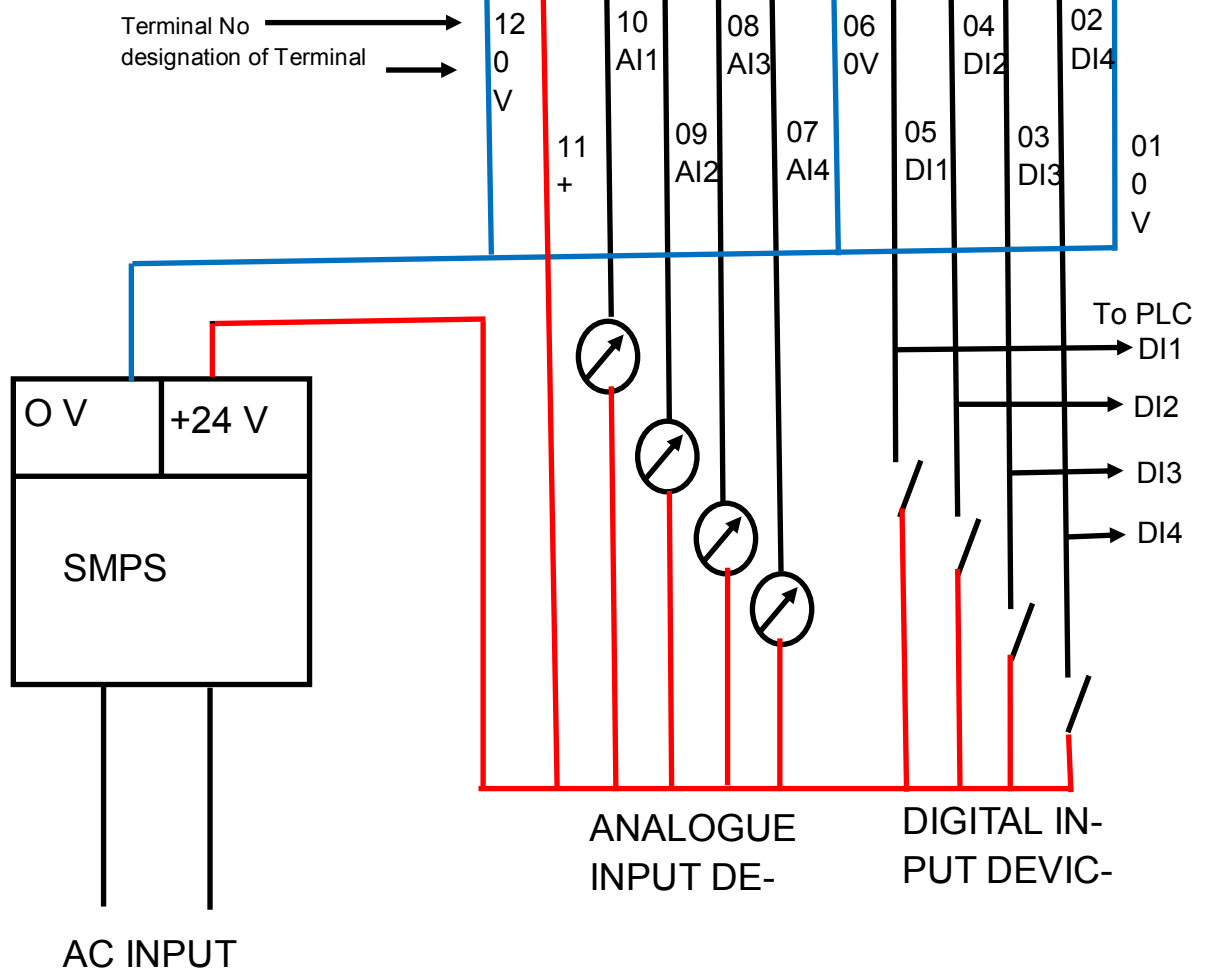 Terminal No
designation of Terminal
12
0
V
11
+
10
AI1
09
AI2
08
AI3
07
AI4
06
0V
05
DI1
04
DI2
03
DI3
02
DI4
01
0
V
To PLC
DI1
DI2
DI3
DI4
O V
+24 V
SMPS
ANALOGUE
INPUT DE-
DIGITAL IN-
PUT DEVIC-
AC INPUT